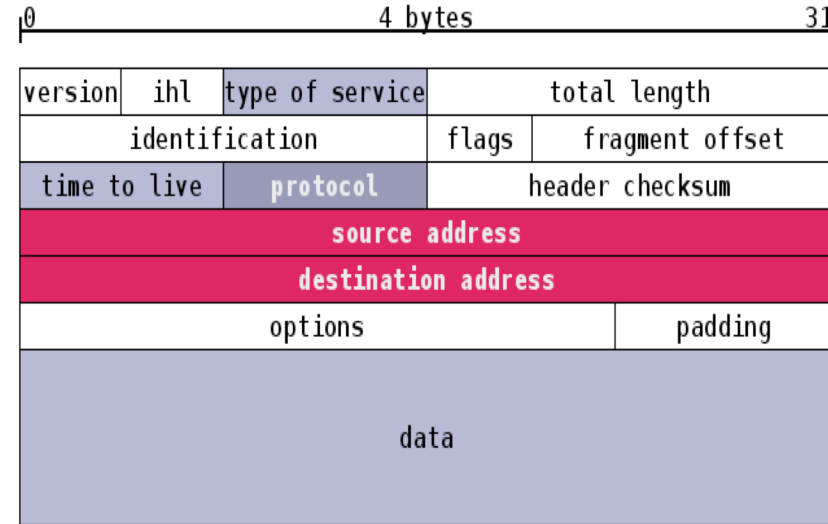 0 4 bytes 31
version ihl type of service total length
identification flags fragment offset
time to live protocol header checksum
source address
destination address
options padding
data